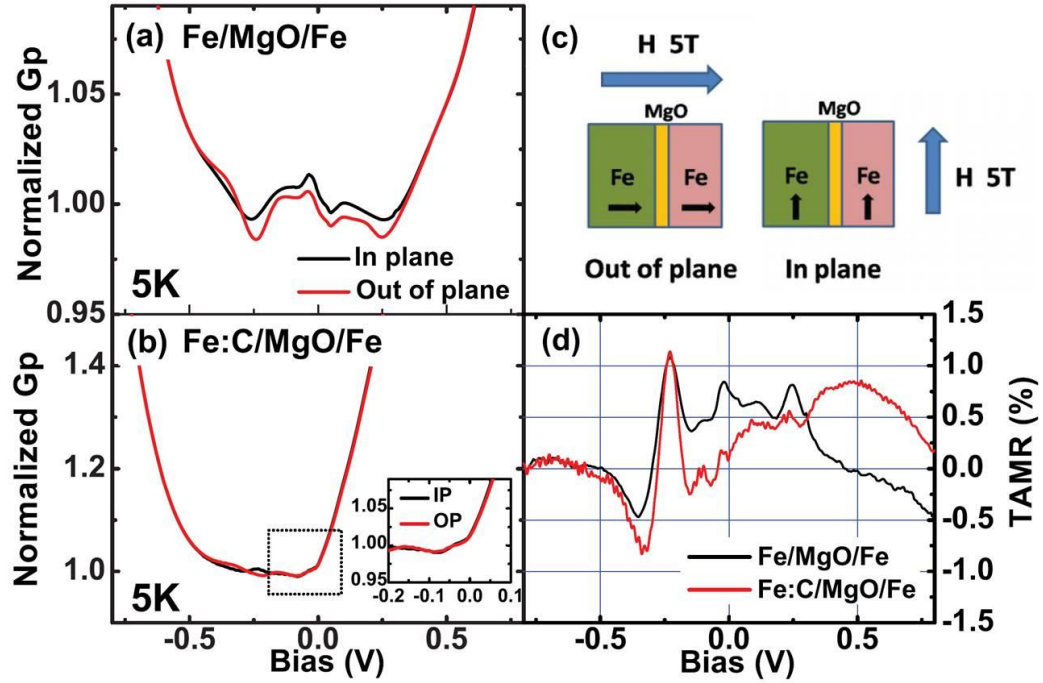 (a) Fe/MgO/Fe
Normalized Gp
1.05
1.00
0.95
In plane
Out of plane
5K
(c)
H 5T
MgO
MgO
Fe
Fe
Fe
Fe
H 5T
Out of plane
In plane
(b) Fe:C/MgO/Fe
Normalized Gp
1.4
1.2
1.0
IP
OP
1.05
1.00
0.95
-0.2
-0.1
0.0
0.1
5K
-0.5
0.0
0.5
Bias (V)
(d)
1.5
1.0
0.5
0.0
-0.5
-1.0
-1.5
TAMR (%)
Fe/MgO/Fe
Fe:C/MgO/Fe
-0.5
0.0
0.5
Bias (V)